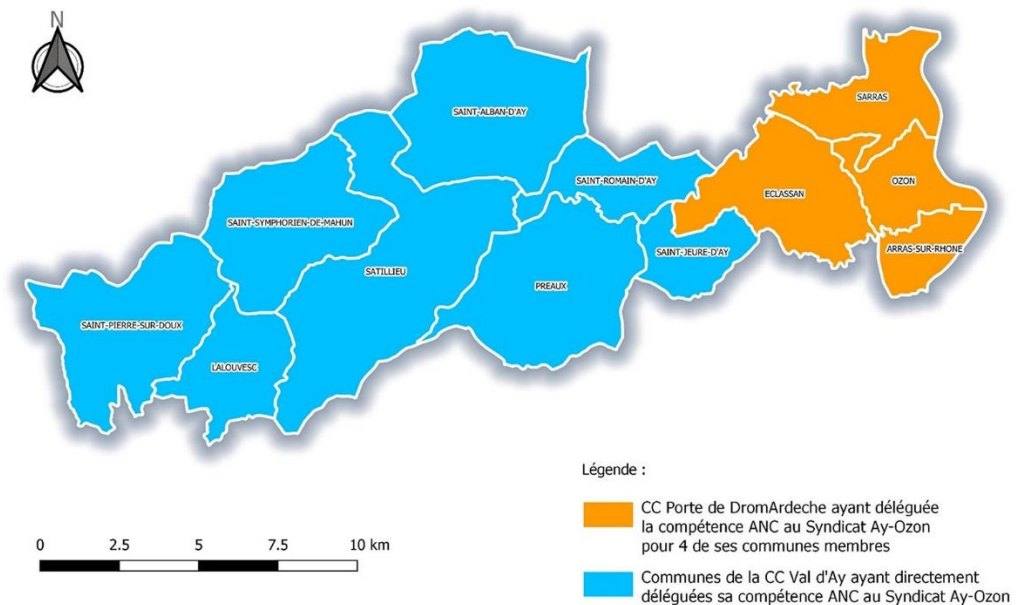 N
SARRAS
SAINT-ALBAN-D'AY
SAINT-ROMAIN-D'AY
ECLASSAN
OZON
SAINT-SYMPHORIEN-DE-MAHUN
ARRAS-SUR-RHONE
SAINT-JEURE-D'AY
SATILLIEU
PREAUX
SAINT-PIERRE-SUR-DOUX
LALOUVESC
Légende :
CC Porte de DromArdeche ayant déléguée
la compétence ANC au Syndicat Ay-Ozon
pour 4 de ses communes membres
0 2.5 5 7.5 10 km
Communes de la CC Val d'Ay ayant directement
déléguées sa compétence ANC au Syndicat Ay-Ozon